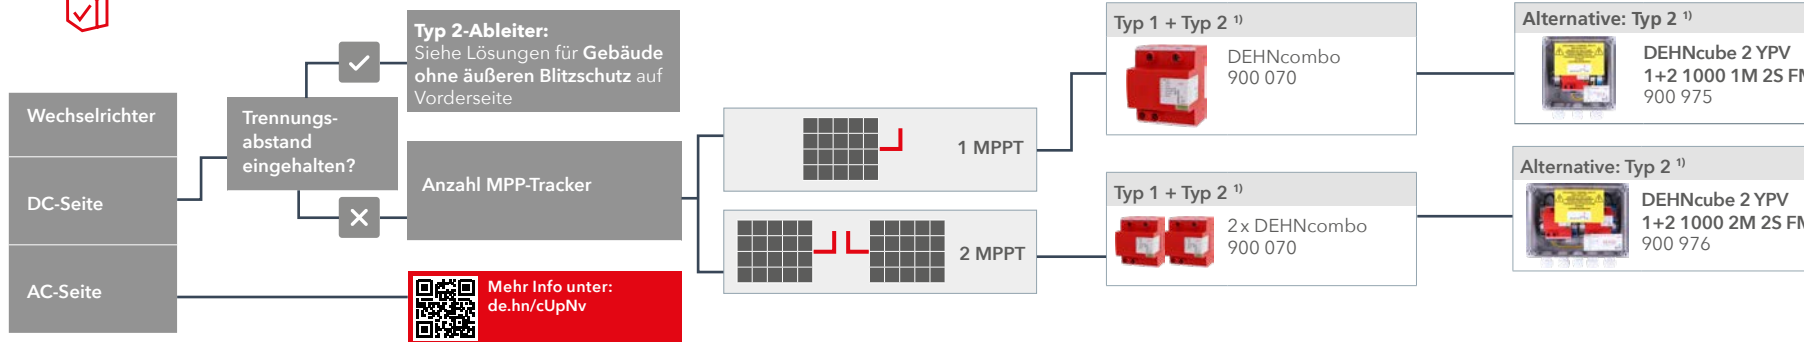 Wechselrichter
DC-Seite
AC-Seite
Trennungs-
abstand
eingehalten?
Typ 2-Ableiter:
Siehe Lösungen für Gebäude
ohne äußeren Blitzschutz auf
Vorderseite
Anzahl MPP-Tracker
Mehr Info unter:
de.hn/cUpNv
1 MPPT
2 MPPT
Typ 1 + Typ 2 ¹⁾
DEHNcombo
900 070
Typ 1 + Typ 2 ¹⁾
2x DEHNcombo
900 070
Alternative: Typ 2 ¹⁾
DEHNcube 2 YPV
1+2 1000 1M 2S FM
900 975
Alternative: Typ 2 ¹⁾
DEHNcube 2 YPV
1+2 1000 2M 2S FM
900 976